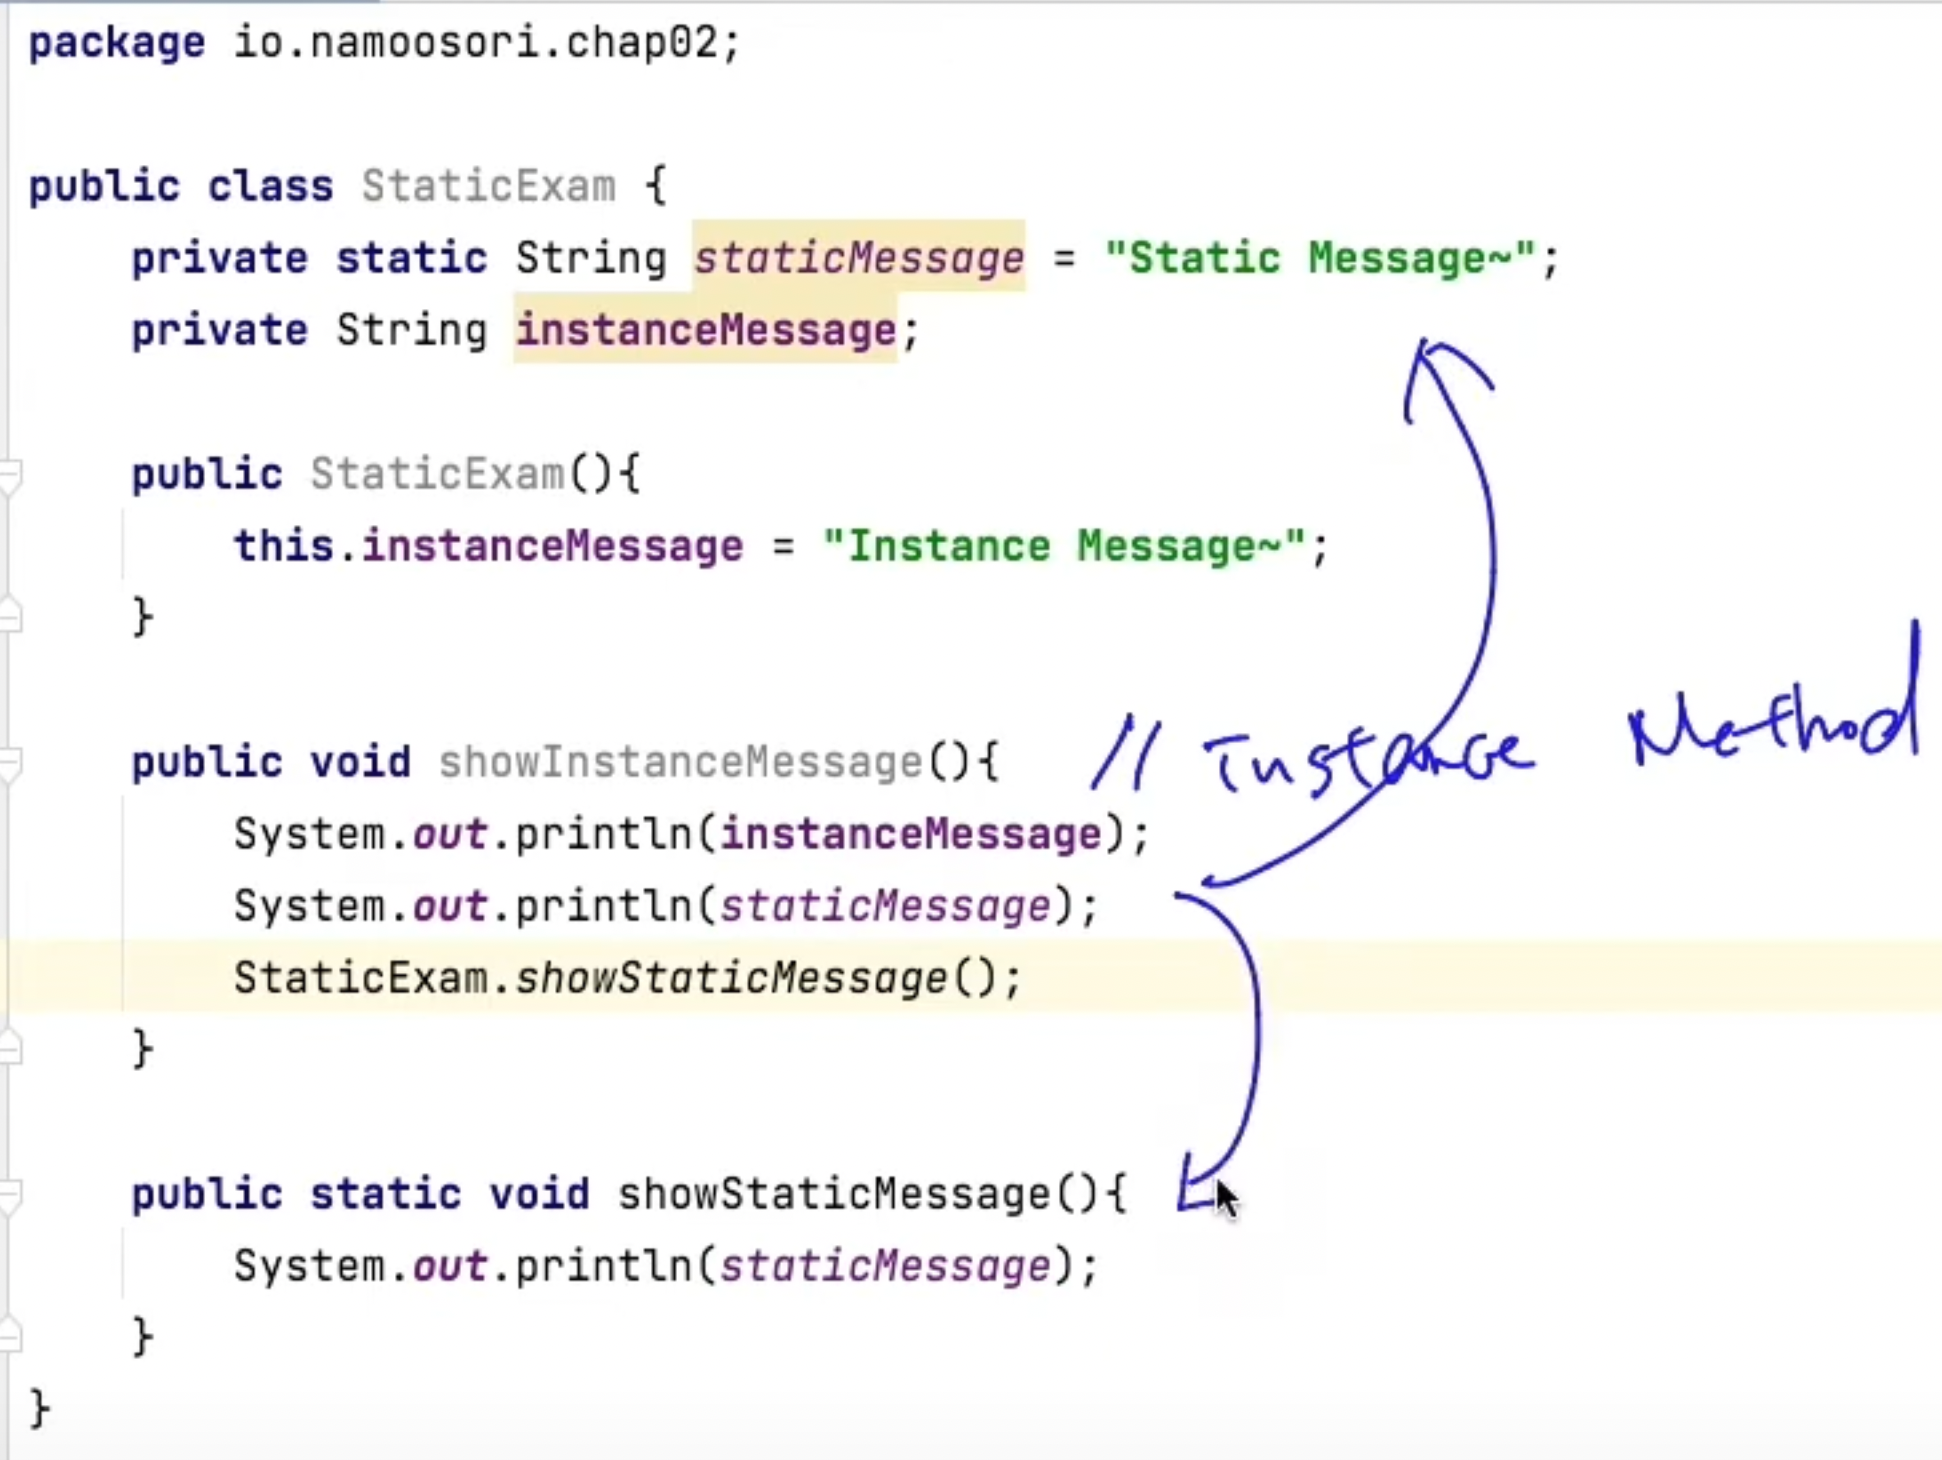 package io.namoosori.chap02;
public class StaticExam {
private static String staticMessage = "Static Message~";
private String instanceMessage;
public StaticExam(){
this.instanceMessage = "Instance Message~";
}
public void showInstanceMessage(){ // Instance Method
System.out.println(instanceMessage);
System.out.println(staticMessage);
StaticExam.showStaticMessage();
}
public static void showStaticMessage(){
System.out.println(staticMessage);
}
}